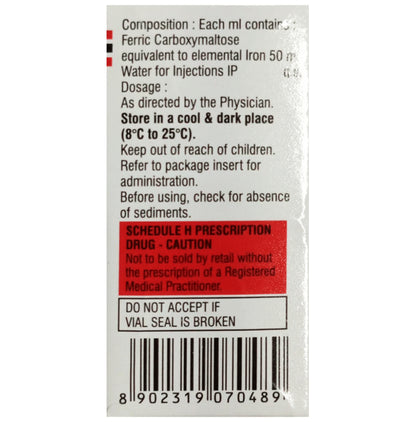 Composition : Each ml contains :
Ferric Carboxymaltose
equivalent to elemental Iron 50 m
Water for Injections IP q.s.
Dosage :
As directed by the Physician.
Store in a cool & dark place
(8°C to 25°C).
Keep out of reach of children.
Refer to package insert for
administration.
Before using, check for absence
of sediments.
SCHEDULE H PRESCRIPTION
DRUG - CAUTION
Not to be sold by retail without
the prescription of a Registered
Medical Practitioner.
DO NOT ACCEPT IF
VIAL SEAL IS BROKEN
8 902319 070489